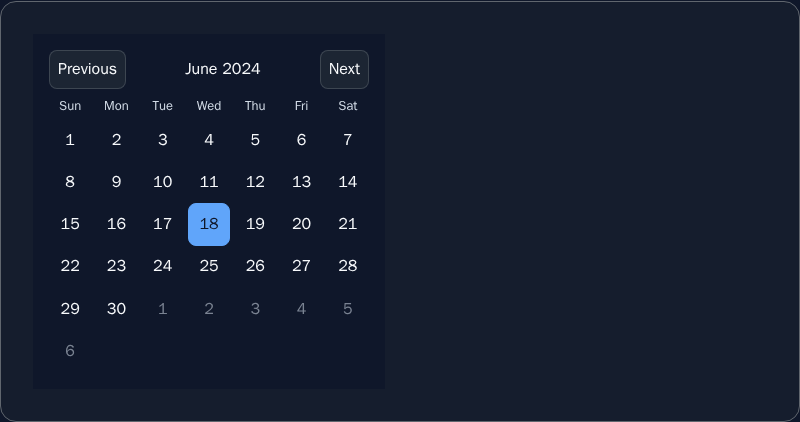 Previous June 2024 Next
Sun Mon Tue Wed Thu Fri Sat
1 2 3 4 5 6 7
8 9 10 11 12 13 14
15 16 17 18 19 20 21
22 23 24 25 26 27 28
29 30 1 2 3 4 5
6